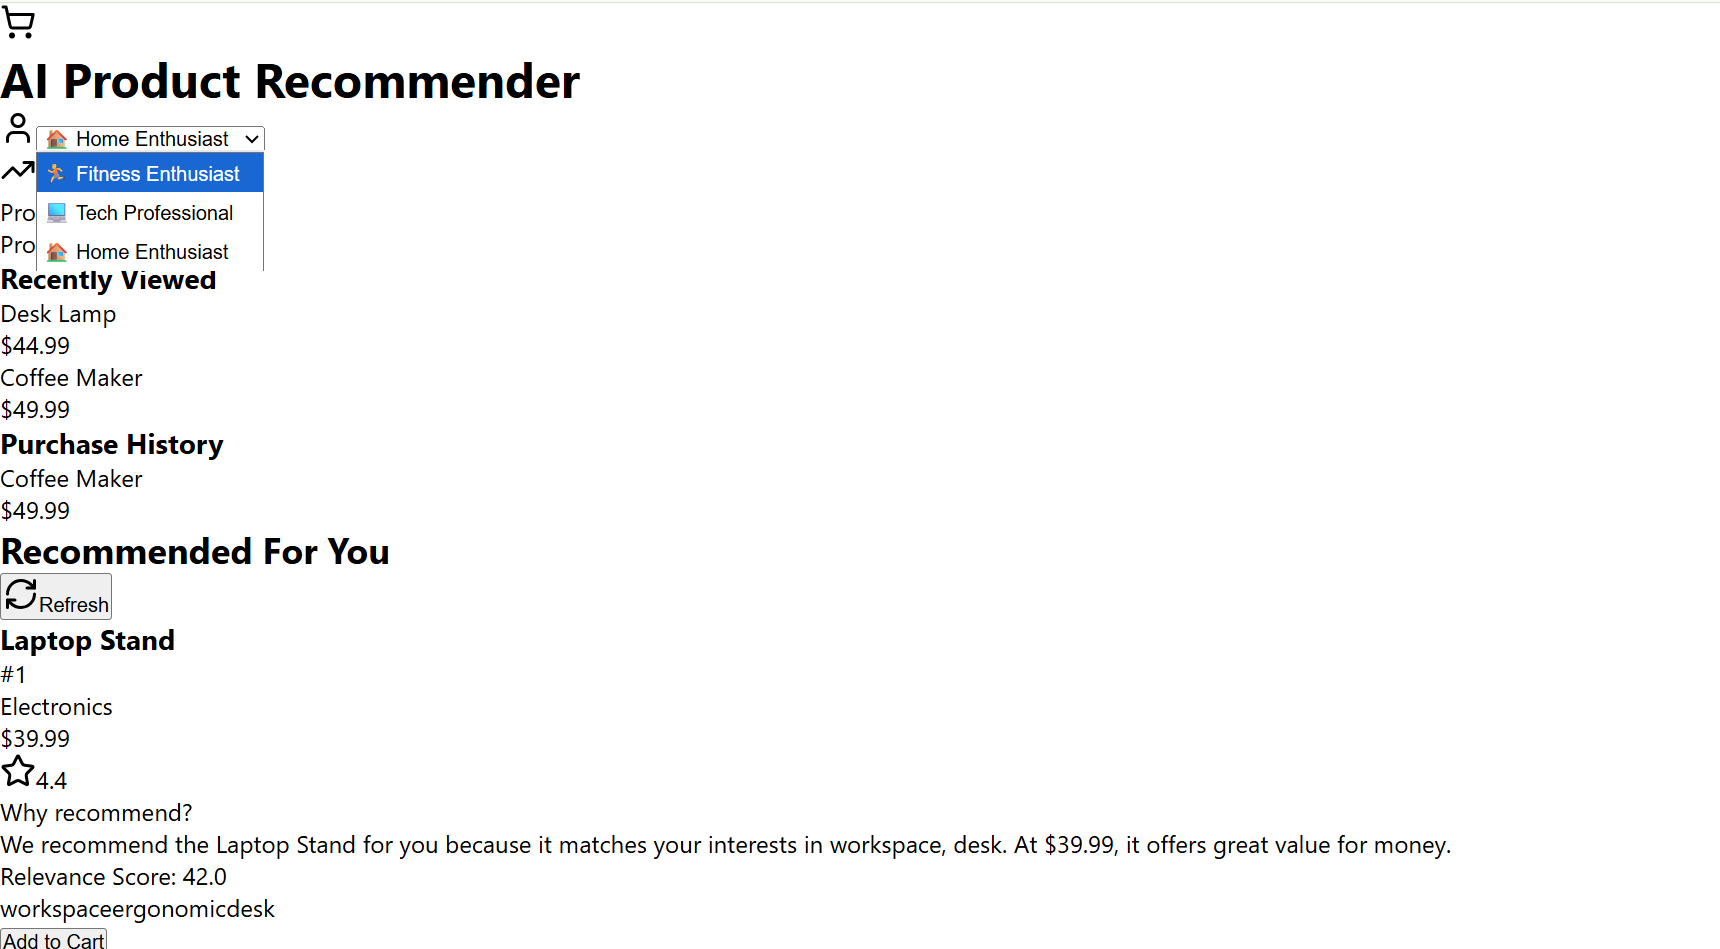 AI Product Recommender
Home Enthusiast
Fitness Enthusiast
Tech Professional
Home Enthusiast
Pro
Pro
Recently Viewed
Desk Lamp
$44.99
Coffee Maker
$49.99
Purchase History
Coffee Maker
$49.99
Recommended For You
Refresh
Laptop Stand
#1
Electronics
$39.99
4.4
Why recommend?
We recommend the Laptop Stand for you because it matches your interests in workspace, desk. At $39.99, it offers great value for money.
Relevance Score: 42.0
workspaceergonomicdesk
Add to Cart